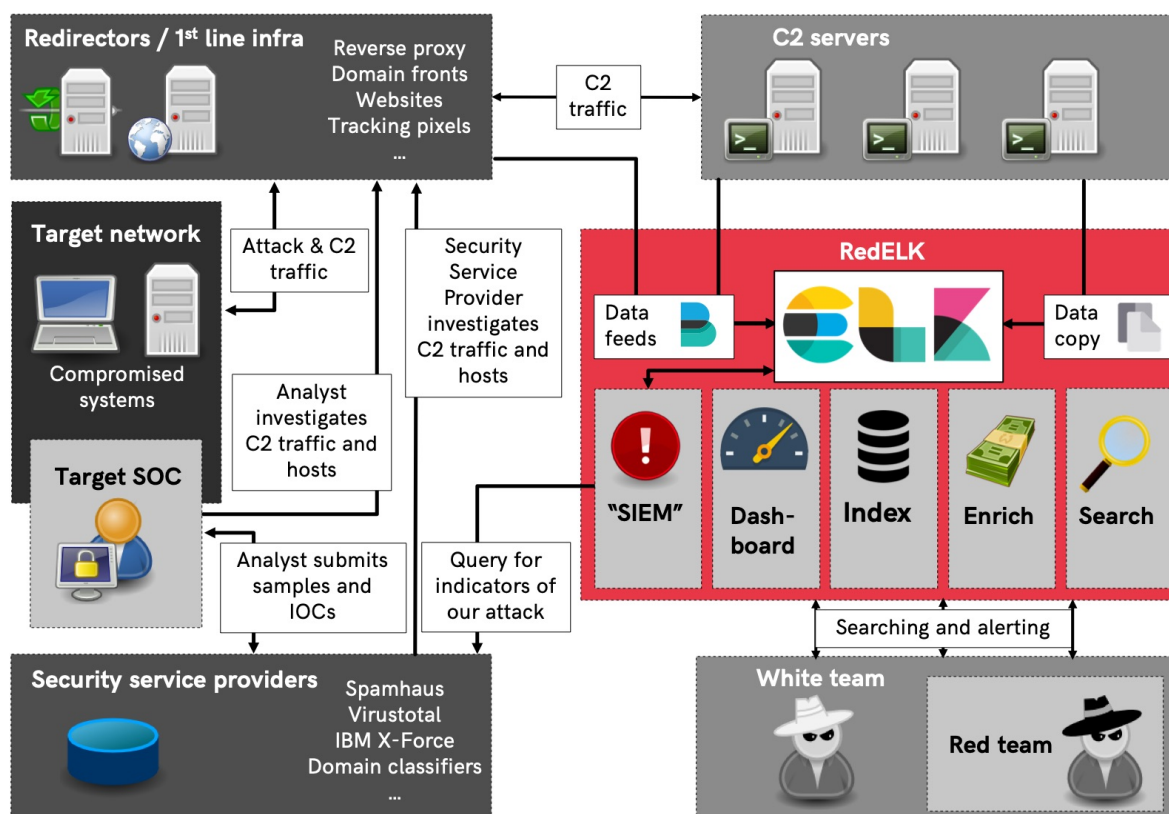 Redirectors / 1st line infra
Reverse proxy
Domain fronts
Websites
Tracking pixels
...
C2
traffic
C2 servers
>_
>_
>_
Target network
Compromised
systems
Attack & C2
traffic
Security
Service
Provider
investigates
C2 traffic and
hosts
Analyst
investigates
C2 traffic and
hosts
Target SOC
Analyst submits
samples and
IOCs
RedELK
Data
feeds
ELK
Data
copy
!
"SIEM"
Dash-
board
Index
Enrich
Search
Query for
indicators of
our attack
Searching and alerting
Security service providers
Spamhaus
Virustotal
IBM X-Force
Domain classifiers
...
White team
Red team